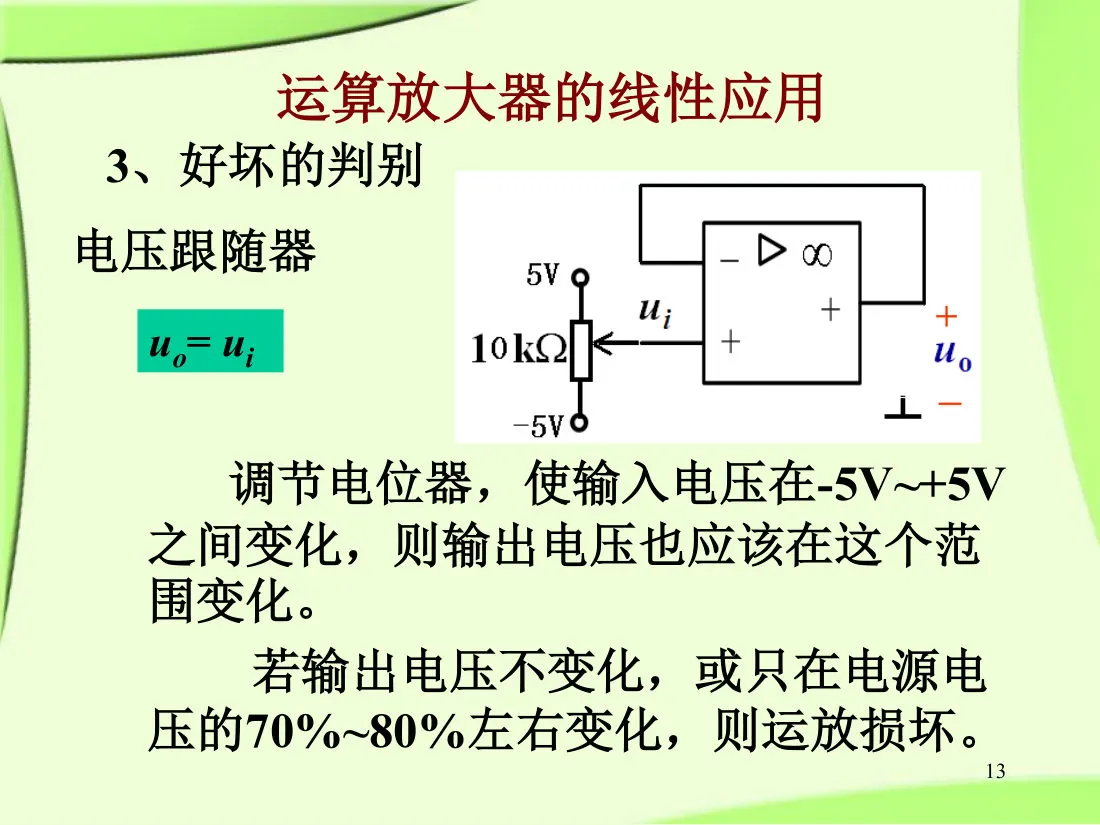 运算放大器的线性应用
3、好坏的判别
电压跟随器
uo= ui
5V
10kΩ
-5V
ui
− ▷ ∞
+
+
+
uo
−
调节电位器，使输入电压在-5V~+5V
之间变化，则输出电压也应该在这个范
围变化。
若输出电压不变化，或只在电源电
压的70%~80%左右变化，则运放损坏。
13